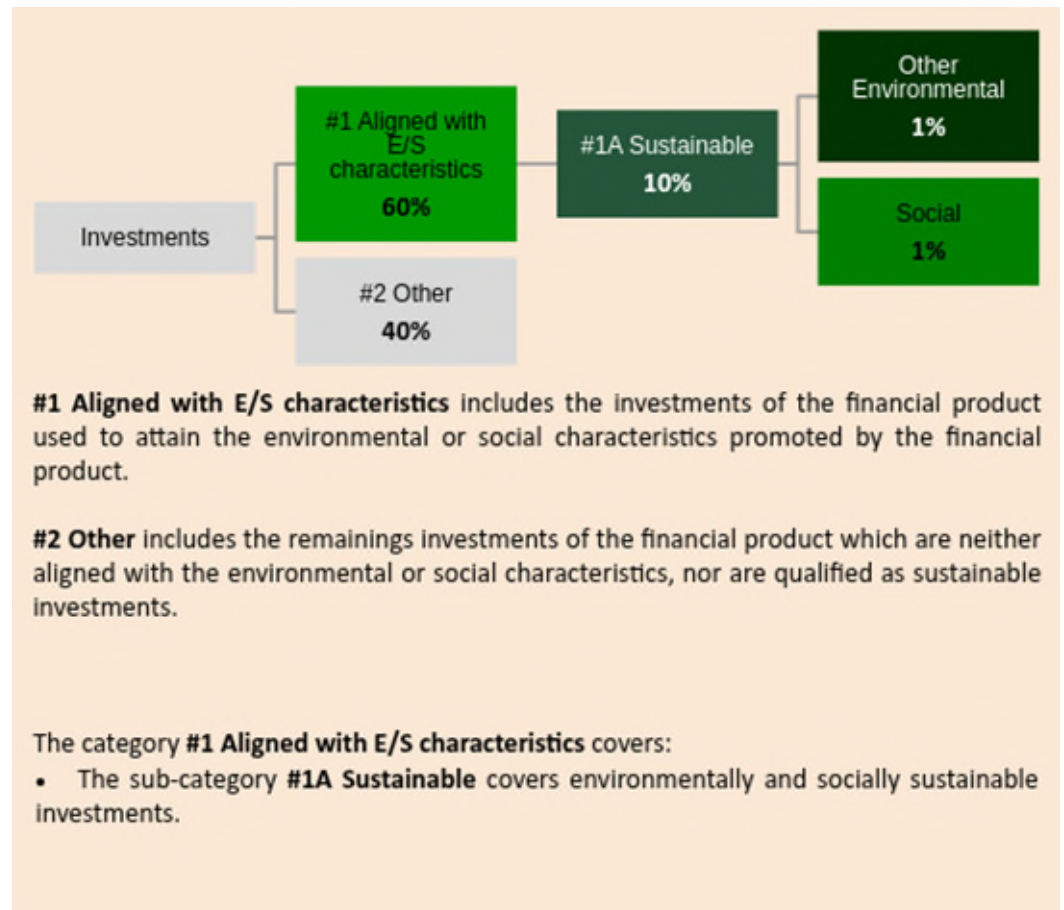 Other
Environmental
1%
#1 Aligned with
E/S
characteristics
60%
#1A Sustainable
10%
Social
1%
Investments
#2 Other
40%
#1 Aligned with E/S characteristics includes the investments of the financial product
used to attain the environmental or social characteristics promoted by the financial
product.
#2 Other includes the remainings investments of the financial product which are neither
aligned with the environmental or social characteristics, nor are qualified as sustainable
investments.
The category #1 Aligned with E/S characteristics covers:
• The sub-category #1A Sustainable covers environmentally and socially sustainable
investments.